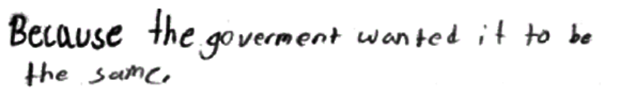 Because the goverment wanted it to be
the same.